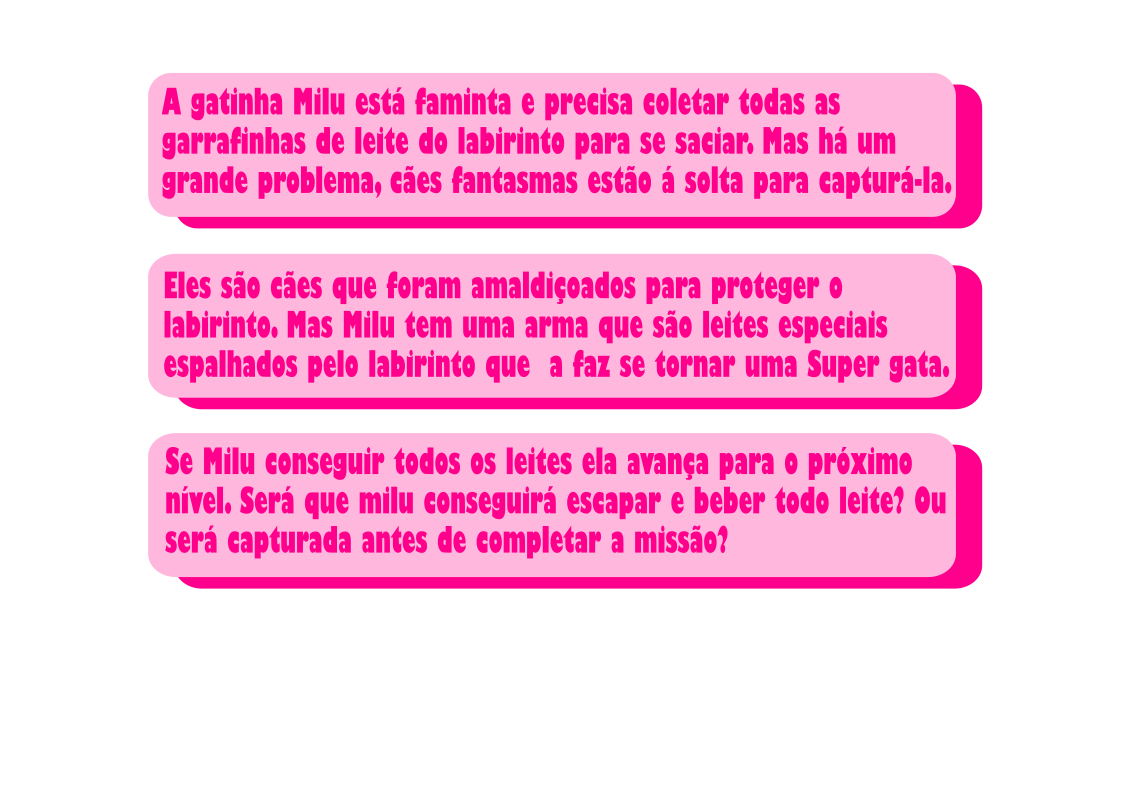 A gatinha Milu está faminta e precisa coletar todas as
garrafinhas de leite do labirinto para se saciar. Mas há um
grande problema, cães fantasmas estão á solta para capturá-la.
Eles são cães que foram amaldiçoados para proteger o
labirinto. Mas Milu tem uma arma que são leites especiais
espalhados pelo labirinto que  a faz se tornar uma Super gata.
Se Milu conseguir todos os leites ela avança para o próximo
nível. Será que milu conseguirá escapar e beber todo leite? Ou
será capturada antes de completar a missão?